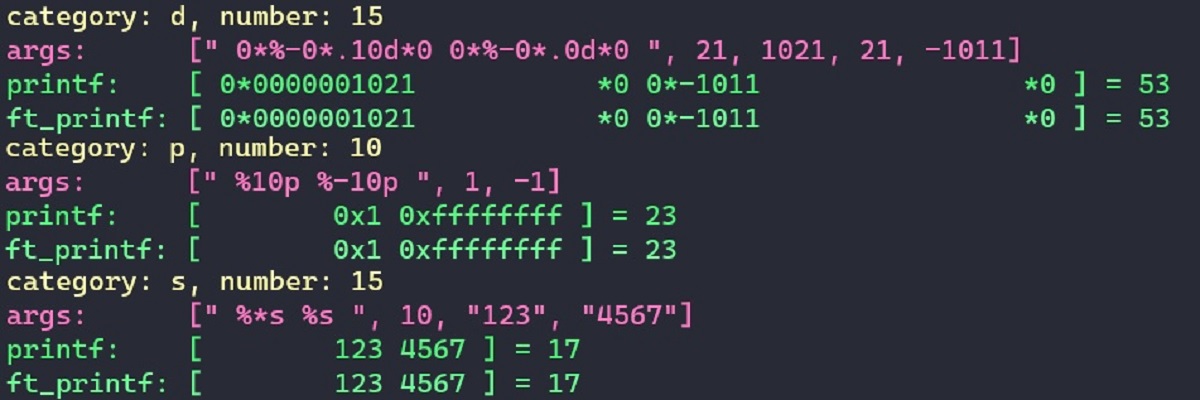 category: d, number: 15
args:      [" 0*%-0*.10d*0 0*%-0*.0d*0 ", 21, 1021, 21, -1011]
printf:    [ 0*0000001021           *0 0*-1011                *0 ] = 53
ft_printf: [ 0*0000001021           *0 0*-1011                *0 ] = 53
category: p, number: 10
args:      [" %10p %-10p ", 1, -1]
printf:    [        0x1 0xffffffff ] = 23
ft_printf: [        0x1 0xffffffff ] = 23
category: s, number: 15
args:      [" %*s %s ", 10, "123", "4567"]
printf:    [        123 4567 ] = 17
ft_printf: [        123 4567 ] = 17